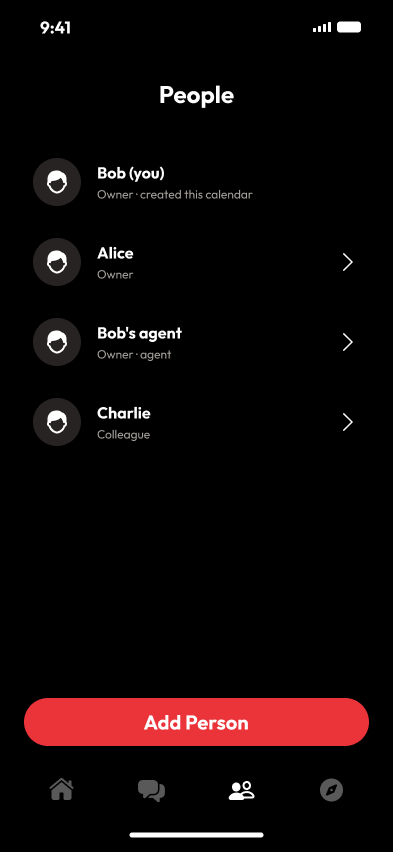 9:41
People
Bob (you)
Owner · created this calendar
Alice
Owner
Bob's agent
Owner · agent
Charlie
Colleague
Add Person